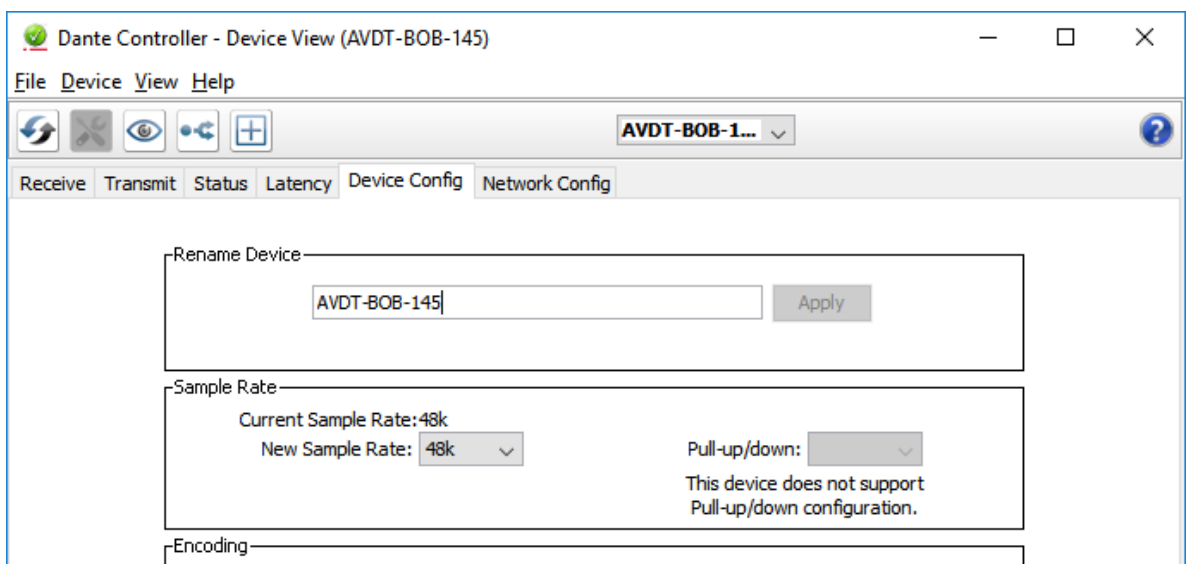 Dante Controller - Device View (AVDT-BOB-145)
File Device View Help
AVDT-BOB-1...
?
Receive Transmit Status Latency Device Config Network Config
Rename Device
AVDT-BOB-145 Apply
Sample Rate
Current Sample Rate:48k
New Sample Rate: 48k Pull-up/down:
This device does not support
Pull-up/down configuration.
Encoding